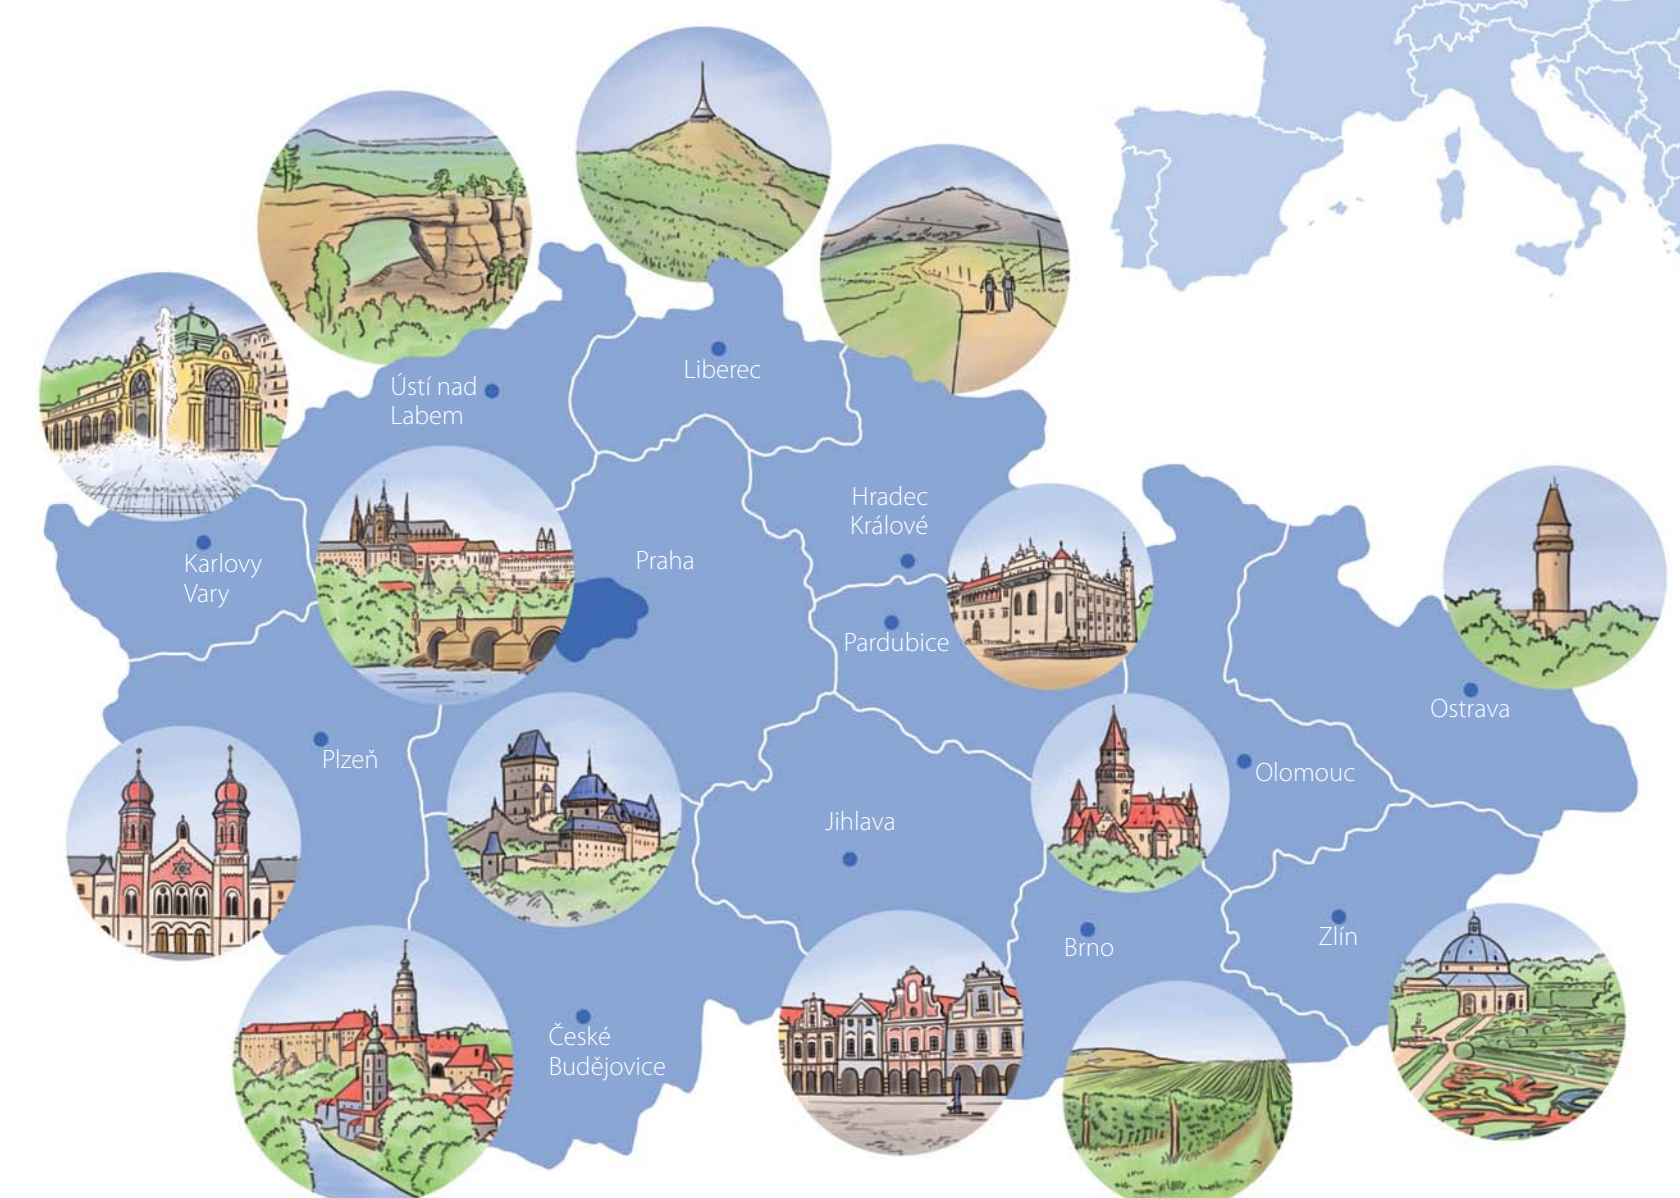 Liberec
Ústí nad
Labem
Hradec
Králové
Karlovy
Vary
Praha
Pardubice
Ostrava
Plzeň
Olomouc
Jihlava
Brno
Zlín
České
Budějovice